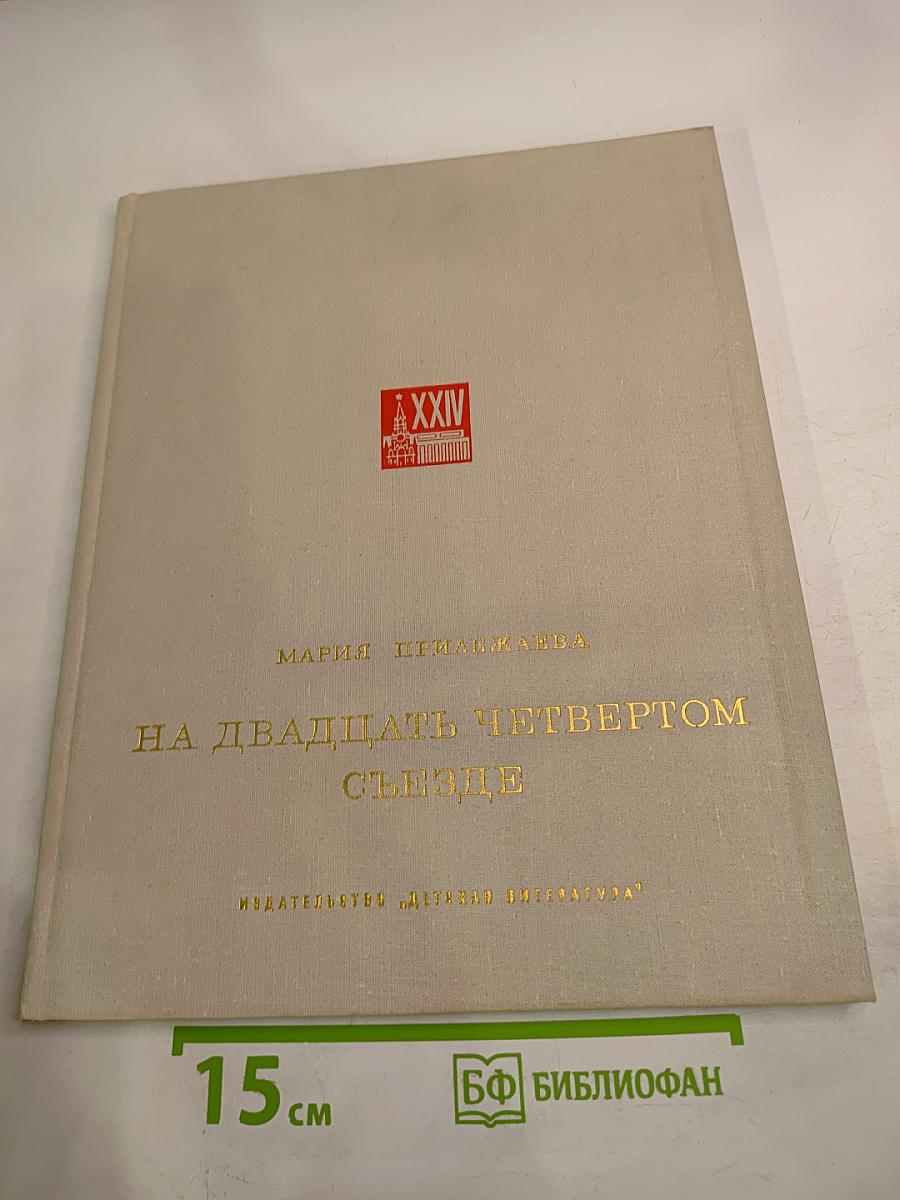 XXIV
МАРИЯ ПРИЛЕЖАЕВА
НА ДВАДЦАТЬ ЧЕТВЕРТОМ
СЪЕЗДЕ
ИЗДАТЕЛЬСТВО „ДЕТСКАЯ ЛИТЕРАТУРА"
15 см
БФ БИБЛИОФАН